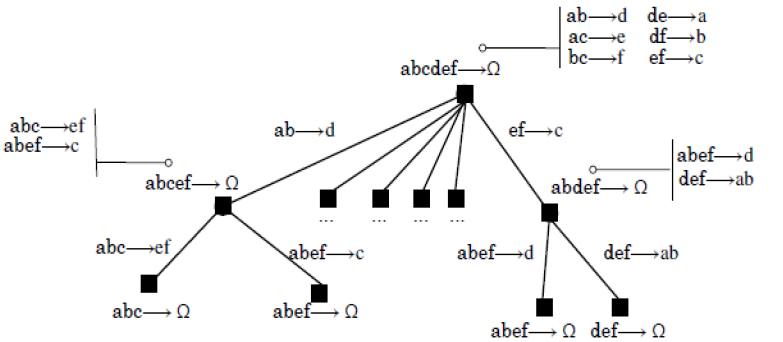 ab→d de→a
ac→e df→b
bc→f ef→c
abcdef→Ω
abc→ef
abef→c
ab→d
ef→c
abef→d
def→ab
abcef→Ω
abdef→Ω
... ... ... ...
abc→ef
abef→c
abef→d
def→ab
abc→Ω
abef→Ω
abef→Ω
def→Ω